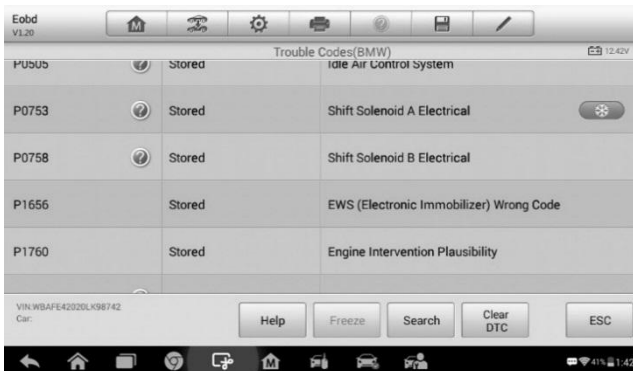 Eobd
V1.20
Trouble Codes(BMW) 12.42V
P0505 Stored Idle Air Control System
P0753 Stored Shift Solenoid A Electrical
P0758 Stored Shift Solenoid B Electrical
P1656 Stored EWS (Electronic Immobilizer) Wrong Code
P1760 Stored Engine Intervention Plausibility
VIN:WBAFE42020LK98742
Car:
Help Freeze Search Clear DTC ESC
41% 1:42